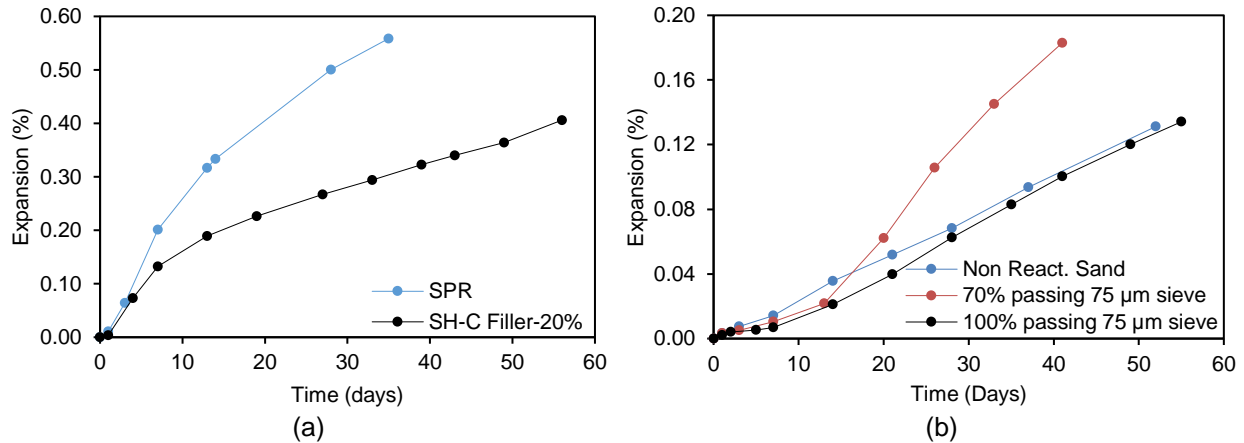 0.60
0.50
0.40
0.30
0.20
0.10
0.00
Expansion (%)
SPR
SH-C Filler-20%
0 10 20 30 40 50 60
Time (days)
(a)
0.20
0.16
0.12
0.08
0.04
0.00
Expansion (%)
Non React. Sand
70% passing 75 µm sieve
100% passing 75 µm sieve
0 10 20 30 40 50 60
Time (Days)
(b)